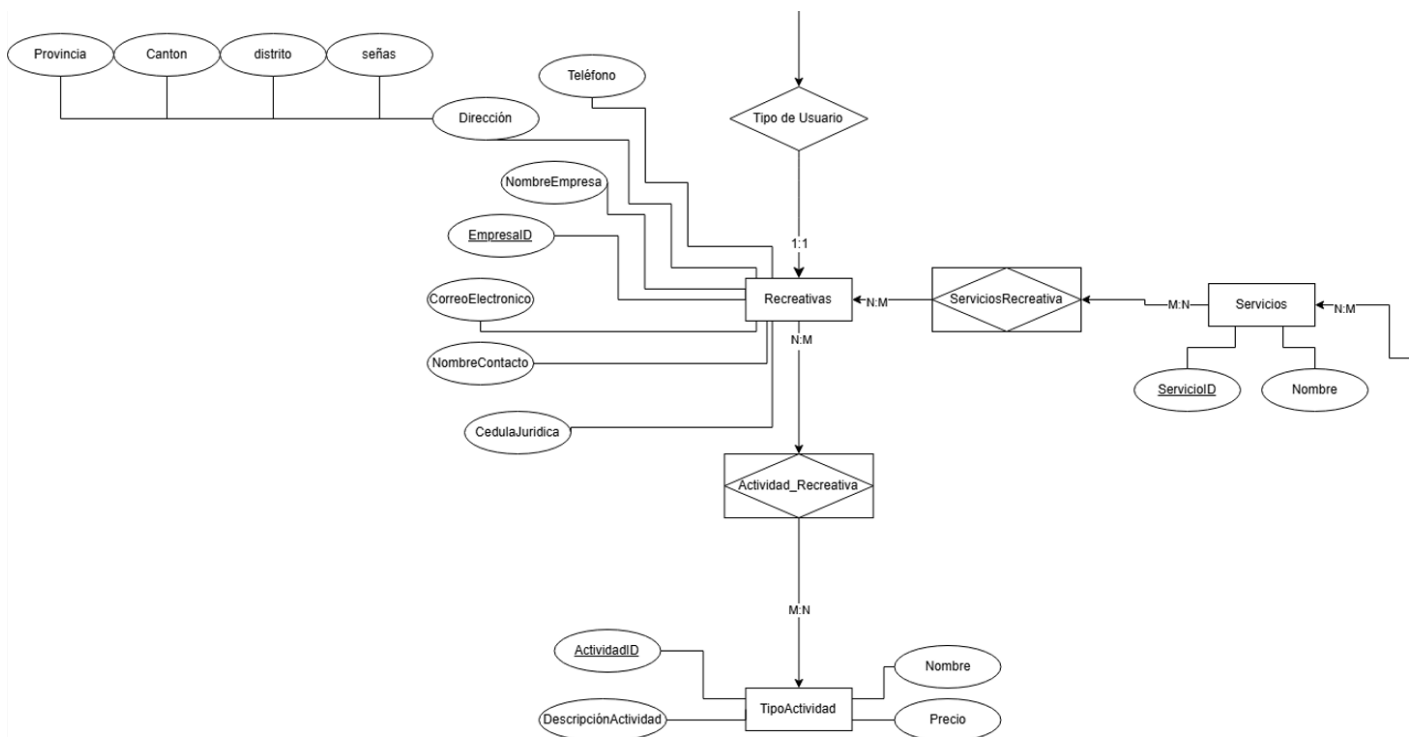 Provincia
Canton
distrito
señas
Teléfono
Dirección
Tipo de Usuario
NombreEmpresa
EmpresaID
1:1
CorreoElectronico
Recreativas
N:M
ServiciosRecreativa
M:N
Servicios
N:M
N:M
NombreContacto
ServicioID
Nombre
CedulaJuridica
Actividad_Recreativa
M:N
ActividadID
Nombre
DescripciónActividad
TipoActividad
Precio